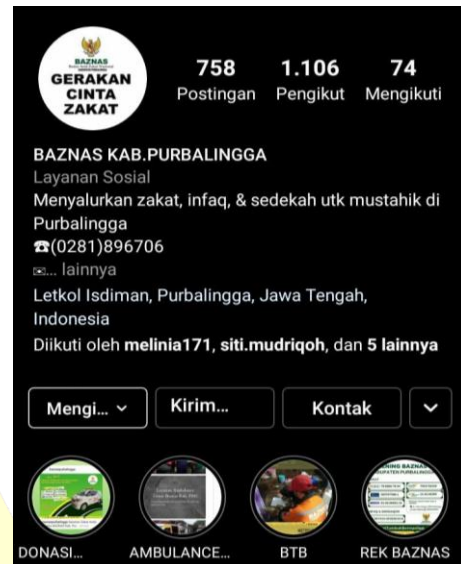 BAZNAS
GERAKAN
CINTA
ZAKAT
758 1.106 74
Postingan Pengikut Mengikuti
BAZNAS KAB.PURBALINGGA
Layanan Sosial
Menyalurkan zakat, infaq, & sedekah utk mustahik di
Purbalingga
☎(0281)896706
✉... lainnya
Letkol Isdiman, Purbalingga, Jawa Tengah,
Indonesia
Diikuti oleh melinia171, siti.mudriqoh, dan 5 lainnya
Mengi... Kirim... Kontak
DONASI... AMBULANCE... BTB REK BAZNAS